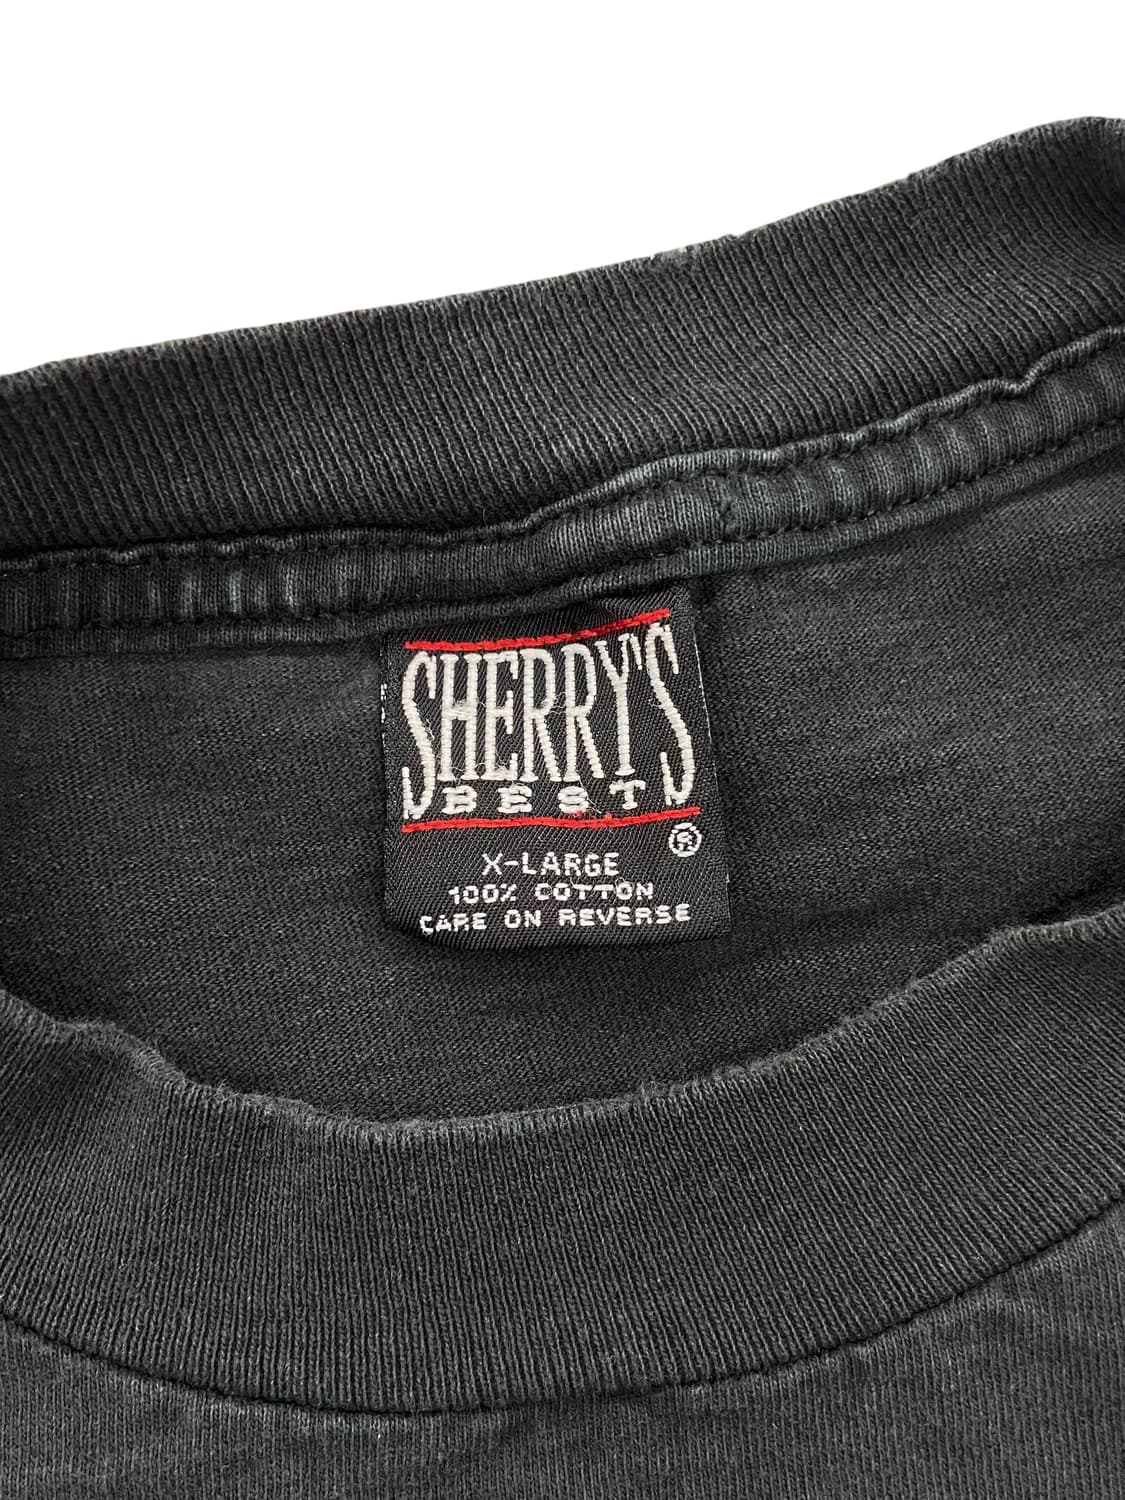 SHERRY'S
BEST
®
X-LARGE
100% COTTON
CARE ON REVERSE